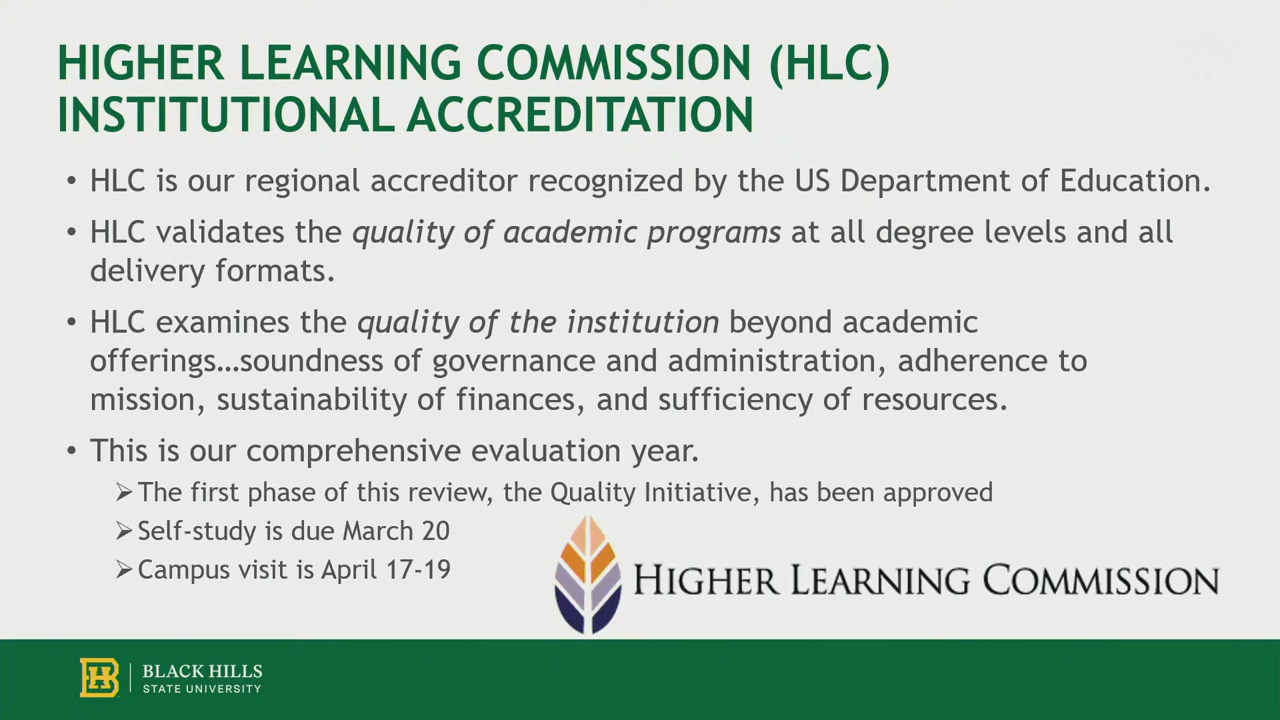 HIGHER LEARNING COMMISSION (HLC)
INSTITUTIONAL ACCREDITATION
• HLC is our regional accreditor recognized by the US Department of Education.
• HLC validates the quality of academic programs at all degree levels and all
delivery formats.
• HLC examines the quality of the institution beyond academic
offerings…soundness of governance and administration, adherence to
mission, sustainability of finances, and sufficiency of resources.
• This is our comprehensive evaluation year.
➢ The first phase of this review, the Quality Initiative, has been approved
➢ Self-study is due March 20
➢ Campus visit is April 17-19
HIGHER LEARNING COMMISSION
BH
BLACK HILLS
STATE UNIVERSITY